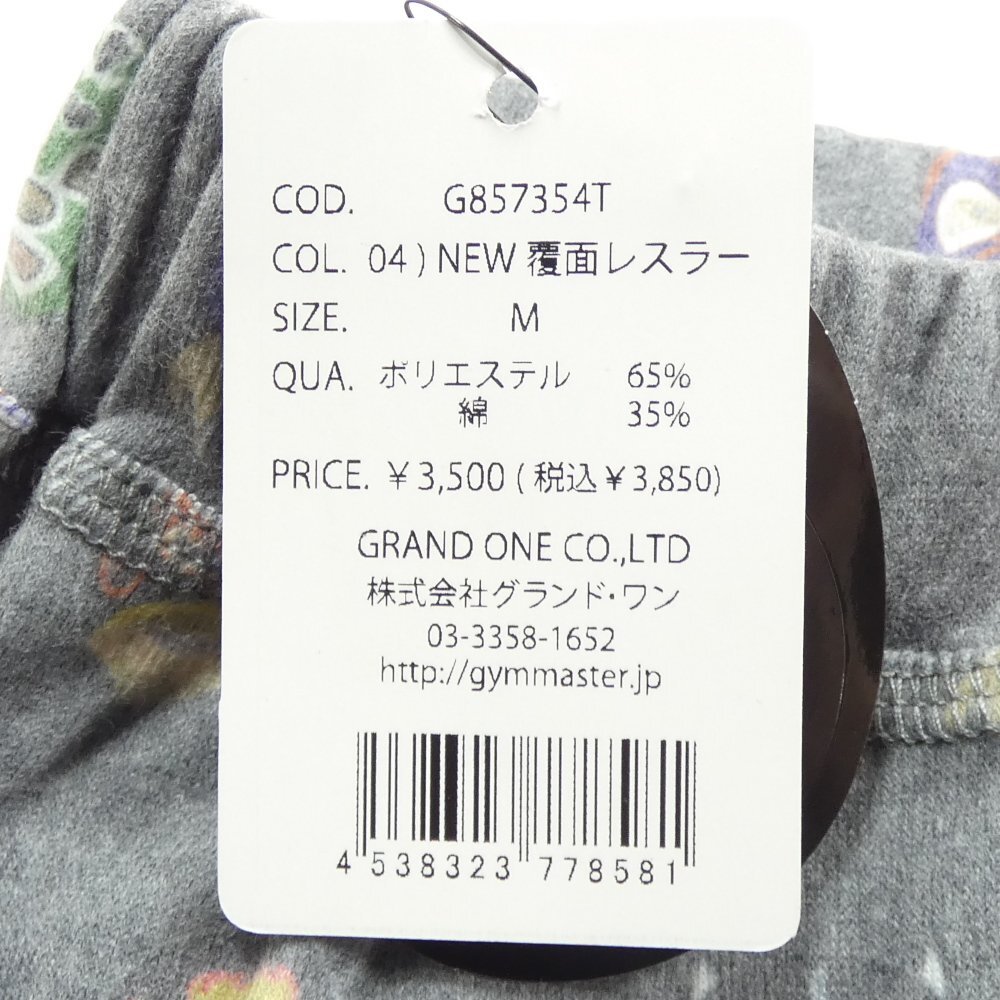 COD. G857354T
COL. 04 ) NEW 覆面レスラー
SIZE. M
QUA. ポリエステル 65%
綿 35%
PRICE. ¥ 3,500 ( 税込 ¥ 3,850)
GRAND ONE CO.,LTD
株式会社グランド・ワン
03-3358-1652
http://gymmaster.jp
4 538323 778581